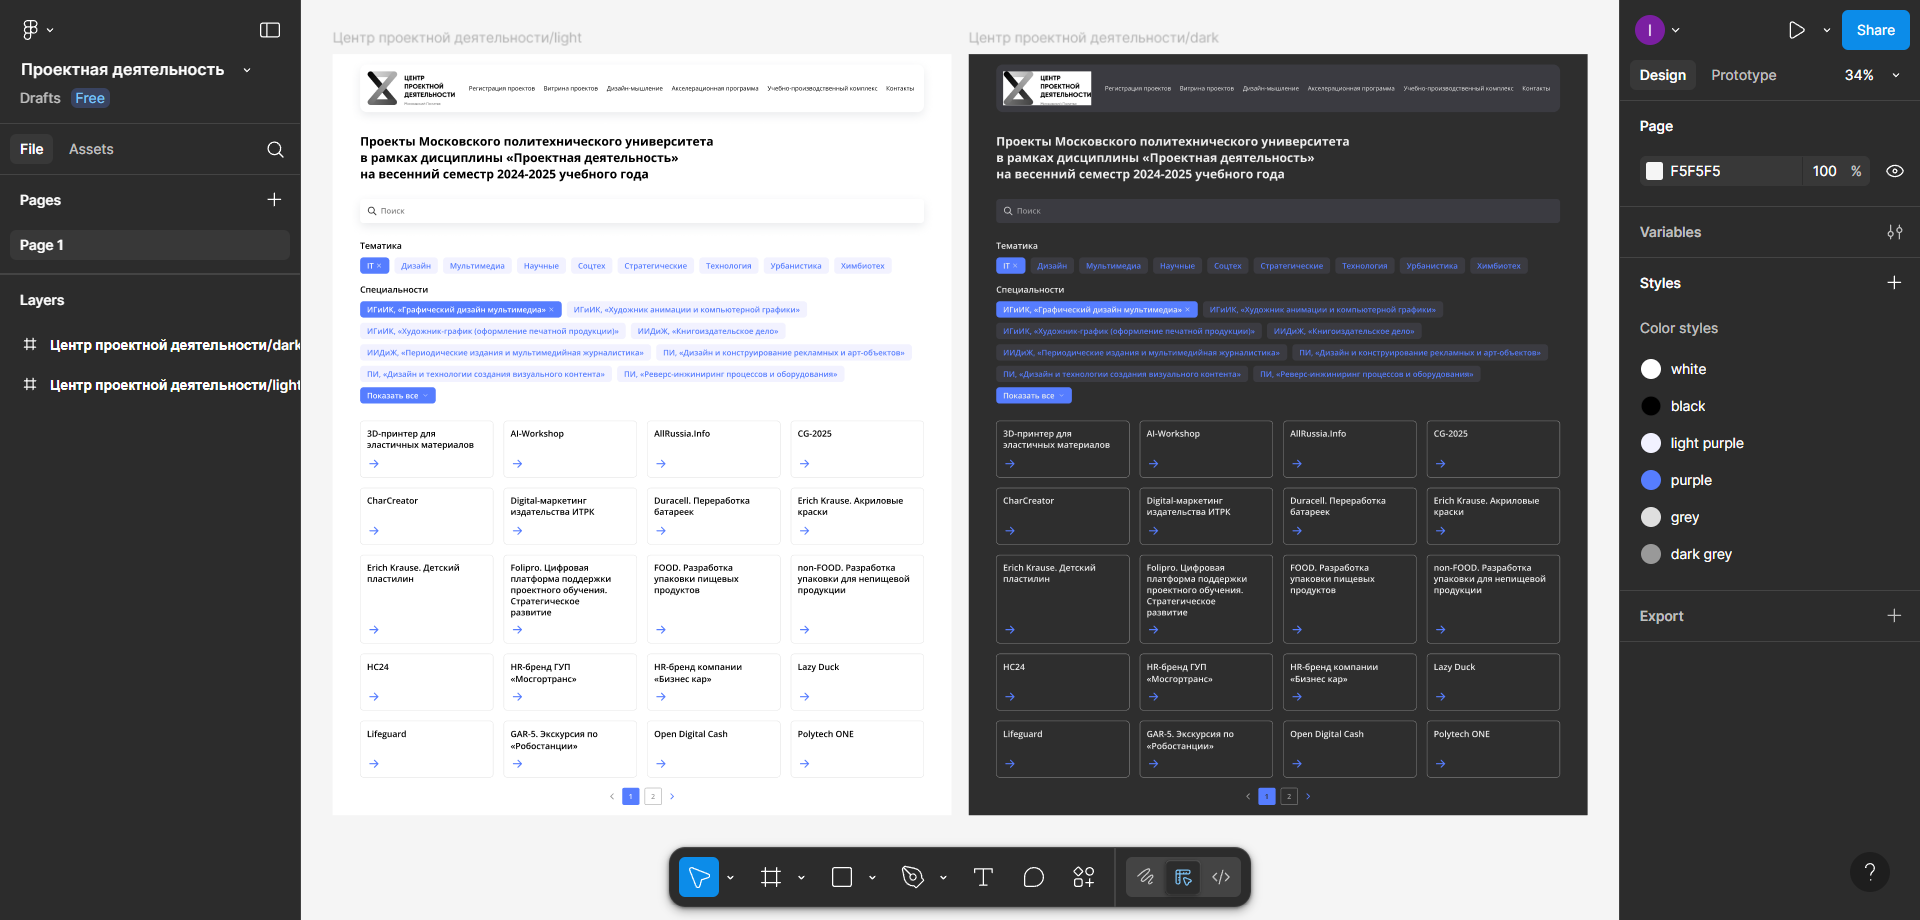 Проектная деятельность
Drafts
Free
File
Assets
Pages
Page 1
Layers
Центр проектной деятельности/dark
Центр проектной деятельности/light
Центр проектной деятельности/light
ЦЕНТР
ПРОЕКТНОЙ
ДЕЯТЕЛЬНОСТИ
Московский Политех
Регистрация проектов
Витрина проектов
Дизайн-мышление
Акселерационная программа
Учебно-производственный комплекс
Контакты
Проекты Московского политехнического университета
в рамках дисциплины «Проектная деятельность»
на весенний семестр 2024-2025 учебного года
Поиск
Тематика
IT ×
Дизайн
Мультимедиа
Научные
Соцтех
Стратегические
Технология
Урбанистика
Химбиотех
Специальности
ИГиИК, «Графический дизайн мультимедиа» ×
ИГиИК, «Художник анимации и компьютерной графики»
ИГиИК, «Художник-график (оформление печатной продукции)»
ИИДиЖ, «Книгоиздательское дело»
ИИДиЖ, «Периодические издания и мультимедийная журналистика»
ПИ, «Дизайн и конструирование рекламных и арт-объектов»
ПИ, «Дизайн и технологии создания визуального контента»
ПИ, «Реверс-инжиниринг процессов и оборудования»
Показать все
3D-принтер для
эластичных материалов
AI-Workshop
AllRussia.Info
CG-2025
CharCreator
Digital-маркетинг
издательства ИТРК
Duracell. Переработка
батареек
Erich Krause. Акриловые
краски
Erich Krause. Детский
пластилин
Folipro. Цифровая
платформа поддержки
проектного обучения.
Стратегическое
развитие
FOOD. Разработка
упаковки пищевых
продуктов
non-FOOD. Разработка
упаковки для непищевой
продукции
HC24
HR-бренд ГУП
«Мосгортранс»
HR-бренд компании
«Бизнес кар»
Lazy Duck
Lifeguard
GAR-5. Экскурсия по
«Робостанции»
Open Digital Cash
Polytech ONE
1
2
Центр проектной деятельности/dark
ЦЕНТР
ПРОЕКТНОЙ
ДЕЯТЕЛЬНОСТИ
Московский Политех
Регистрация проектов
Витрина проектов
Дизайн-мышление
Акселерационная программа
Учебно-производственный комплекс
Контакты
Проекты Московского политехнического университета
в рамках дисциплины «Проектная деятельность»
на весенний семестр 2024-2025 учебного года
Поиск
Тематика
IT ×
Дизайн
Мультимедиа
Научные
Соцтех
Стратегические
Технология
Урбанистика
Химбиотех
Специальности
ИГиИК, «Графический дизайн мультимедиа» ×
ИГиИК, «Художник анимации и компьютерной графики»
ИГиИК, «Художник-график (оформление печатной продукции)»
ИИДиЖ, «Книгоиздательское дело»
ИИДиЖ, «Периодические издания и мультимедийная журналистика»
ПИ, «Дизайн и конструирование рекламных и арт-объектов»
ПИ, «Дизайн и технологии создания визуального контента»
ПИ, «Реверс-инжиниринг процессов и оборудования»
Показать все
3D-принтер для
эластичных материалов
AI-Workshop
AllRussia.Info
CG-2025
CharCreator
Digital-маркетинг
издательства ИТРК
Duracell. Переработка
батареек
Erich Krause. Акриловые
краски
Erich Krause. Детский
пластилин
Folipro. Цифровая
платформа поддержки
проектного обучения.
Стратегическое
развитие
FOOD. Разработка
упаковки пищевых
продуктов
non-FOOD. Разработка
упаковки для непищевой
продукции
HC24
HR-бренд ГУП
«Мосгортранс»
HR-бренд компании
«Бизнес кар»
Lazy Duck
Lifeguard
GAR-5. Экскурсия по
«Робостанции»
Open Digital Cash
Polytech ONE
1
2
I
Share
Design
Prototype
34%
Page
F5F5F5
100 %
Variables
Styles
Color styles
white
black
light purple
purple
grey
dark grey
Export
?